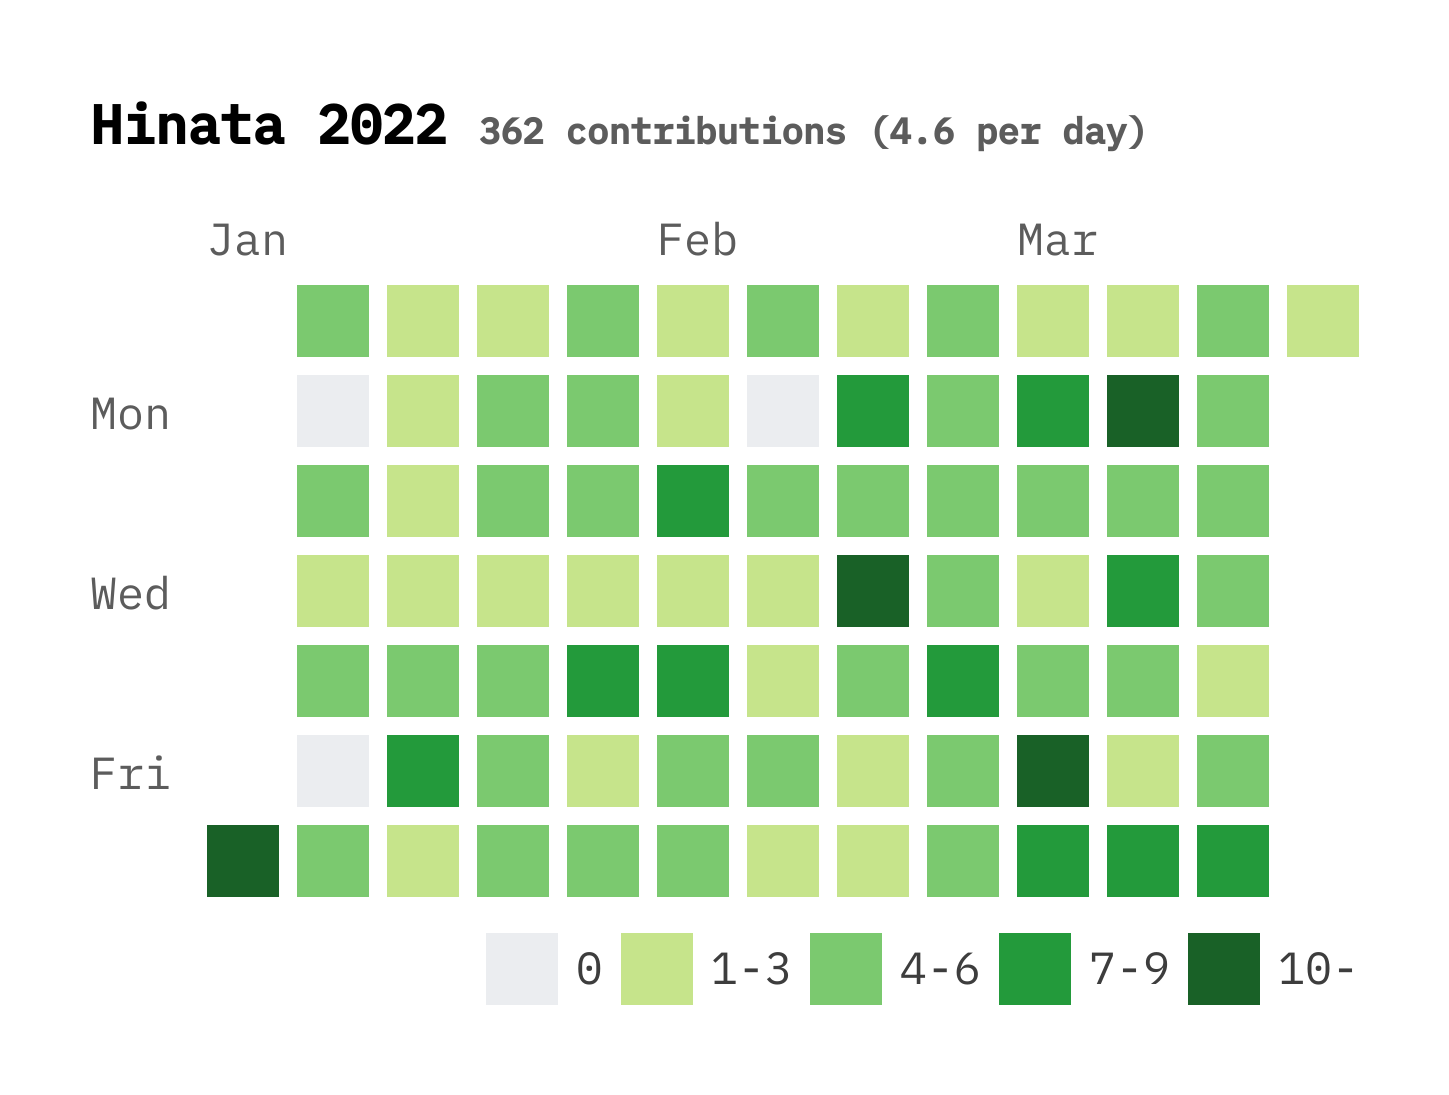 Hinata 2022 362 contributions (4.6 per day)
Jan Feb Mar
Mon
Wed
Fri
0 1-3 4-6 7-9 10-